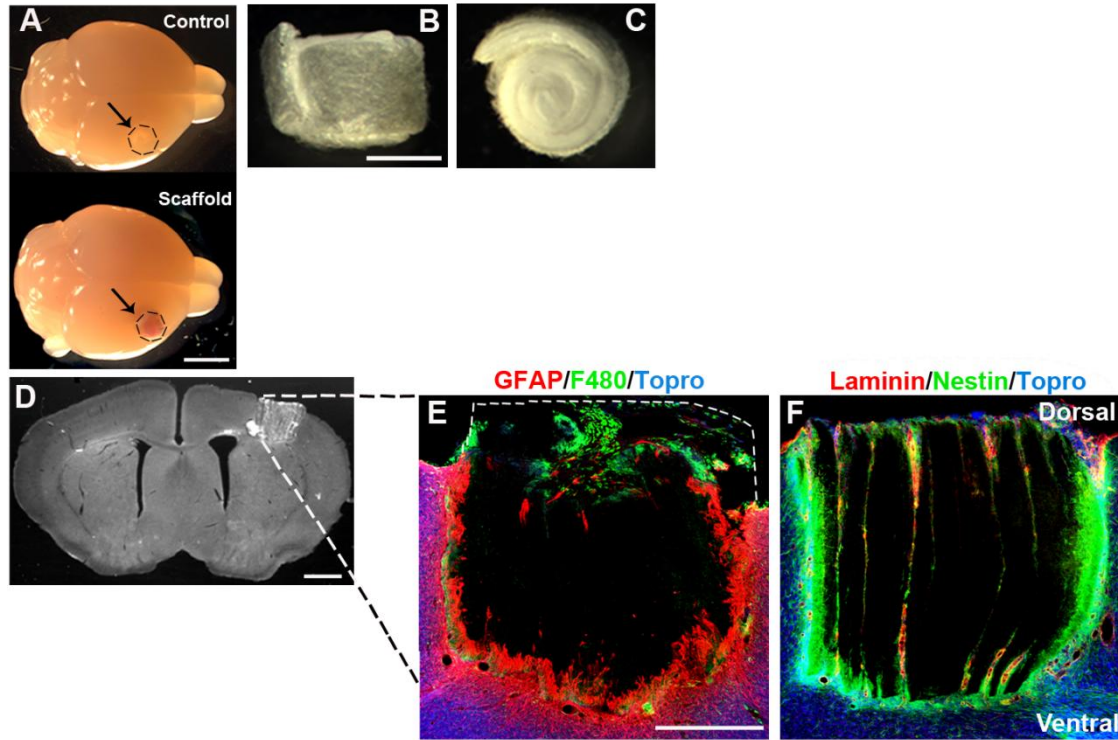 A
Control
Scaffold
B
C
D
GFAP/F480/Topro
E
Laminin/Nestin/Topro
F
Dorsal
Ventral